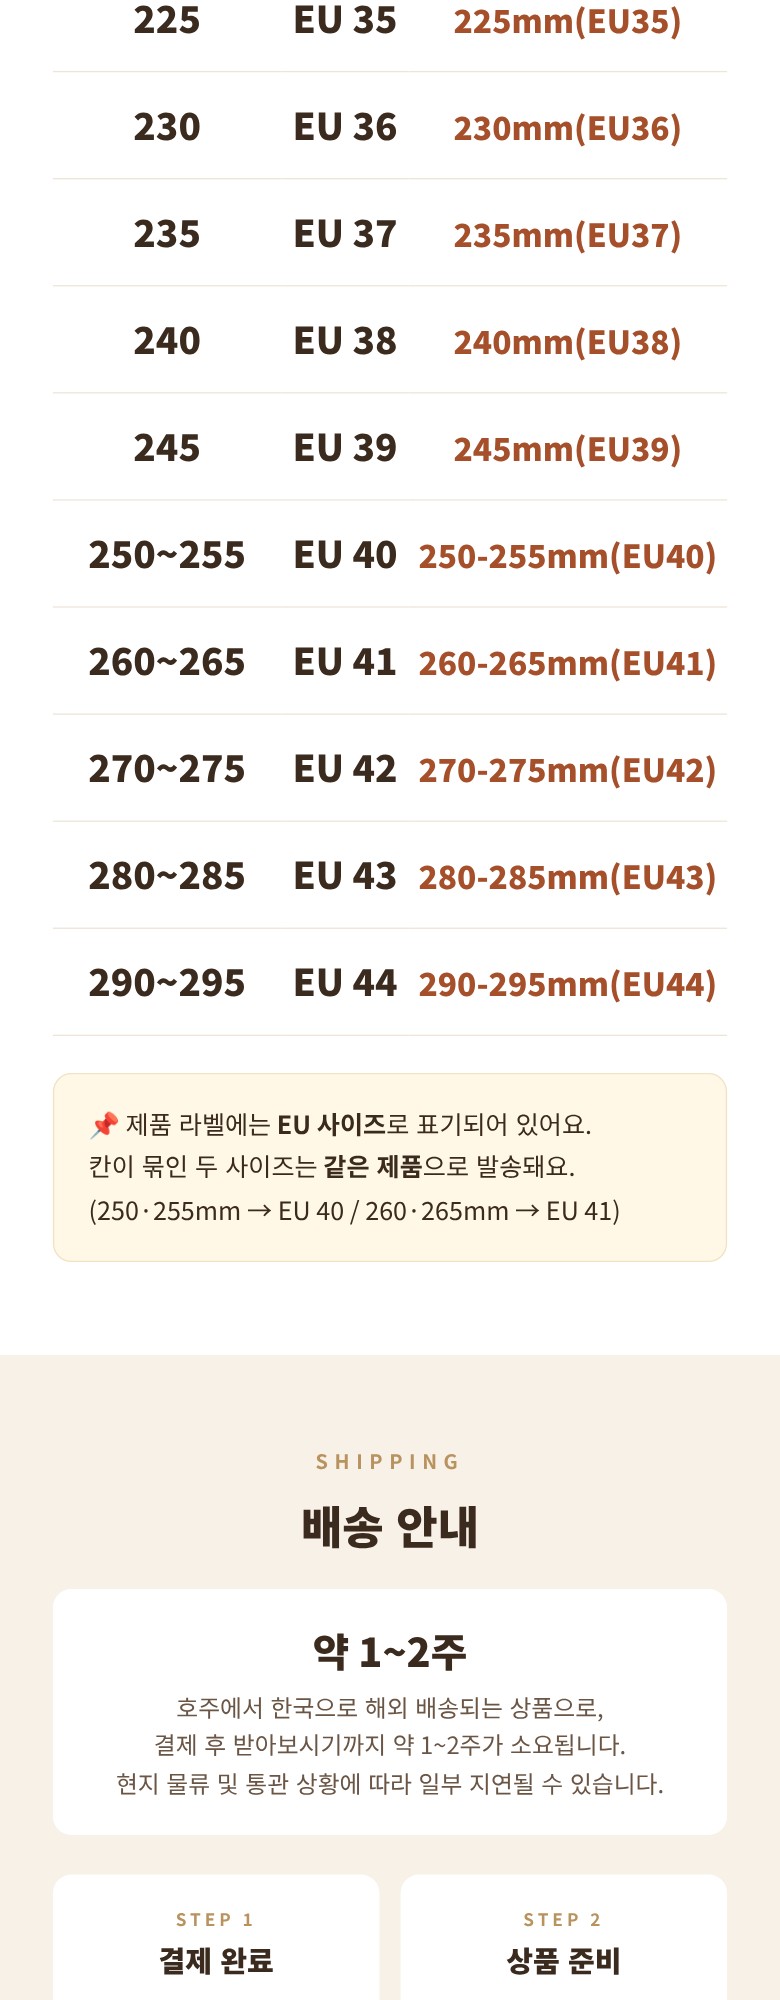 225 EU 35 225mm(EU35)
230 EU 36 230mm(EU36)
235 EU 37 235mm(EU37)
240 EU 38 240mm(EU38)
245 EU 39 245mm(EU39)
250~255 EU 40 250-255mm(EU40)
260~265 EU 41 260-265mm(EU41)
270~275 EU 42 270-275mm(EU42)
280~285 EU 43 280-285mm(EU43)
290~295 EU 44 290-295mm(EU44)
📌 제품 라벨에는 EU 사이즈로 표기되어 있어요.
칸이 묶인 두 사이즈는 같은 제품으로 발송돼요.
(250·255mm → EU 40 / 260·265mm → EU 41)
SHIPPING
배송 안내
약 1~2주
호주에서 한국으로 해외 배송되는 상품으로,
결제 후 받아보시기까지 약 1~2주가 소요됩니다.
현지 물류 및 통관 상황에 따라 일부 지연될 수 있습니다.
STEP 1
결제 완료
STEP 2
상품 준비